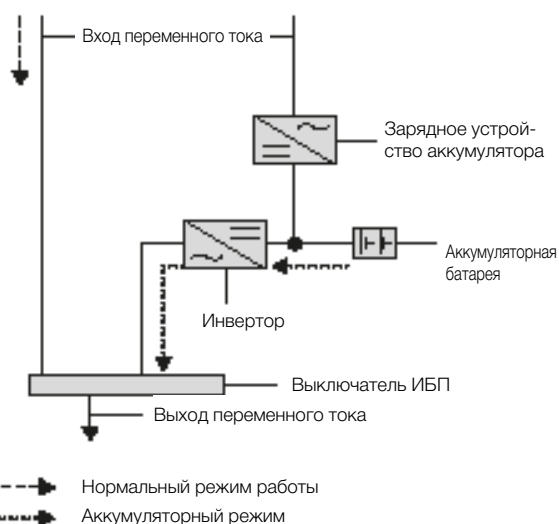 Вход переменного тока
Зарядное устрой-
ство аккумулятора
Аккумуляторная
батарея
Инвертор
Выключатель ИБП
Выход переменного тока
Нормальный режим работы
Аккумуляторный режим